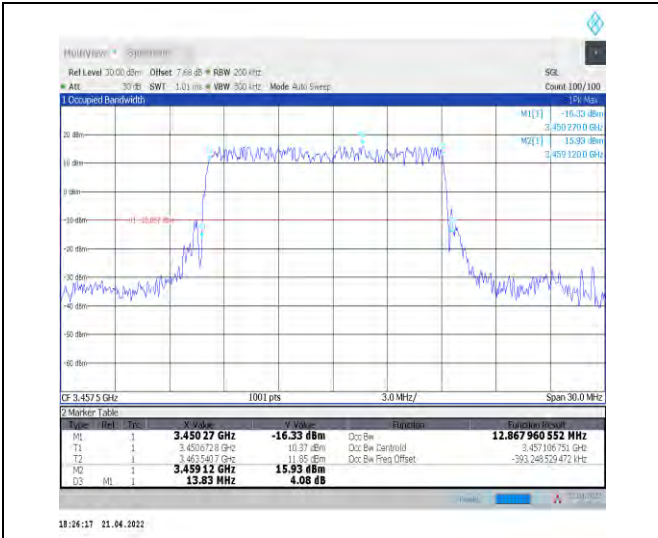 MultiView Spectrum
Ref Level 30.00 dBm Offset 7.68 dB RBW 200 kHz SGL
Att 30 dB SWT 1.01 ms VBW 300 kHz Mode Auto Sweep Count 100/100
1 Occupied Bandwidth 1Pk Max
M1[1] -16.33 dBm
3.450 270 0 GHz
M2[1] 15.93 dBm
3.459 120 0 GHz
20 dBm
10 dBm
0 dBm
-10 dBm
-20 dBm
-30 dBm
-40 dBm
-50 dBm
-60 dBm
CF 3.457 5 GHz 1001 pts 3.0 MHz/ Span 30.0 MHz
2 Marker Table
Type Ref Trc X Value Y Value Function Function Result
M1 1 3.450 27 GHz -16.33 dBm Occ Bw 12.867 960 552 MHz
T1 1 3.450672 8 GHz 10.37 dBm Occ Bw Centroid 3.457106 751 GHz
T2 1 3.463540 7 GHz 11.85 dBm Occ Bw Freq Offset -393.248 529 472 kHz
M2 1 3.459 12 GHz 15.93 dBm
D3 M1 1 13.83 MHz 4.08 dB
18:26:17 21.04.2022